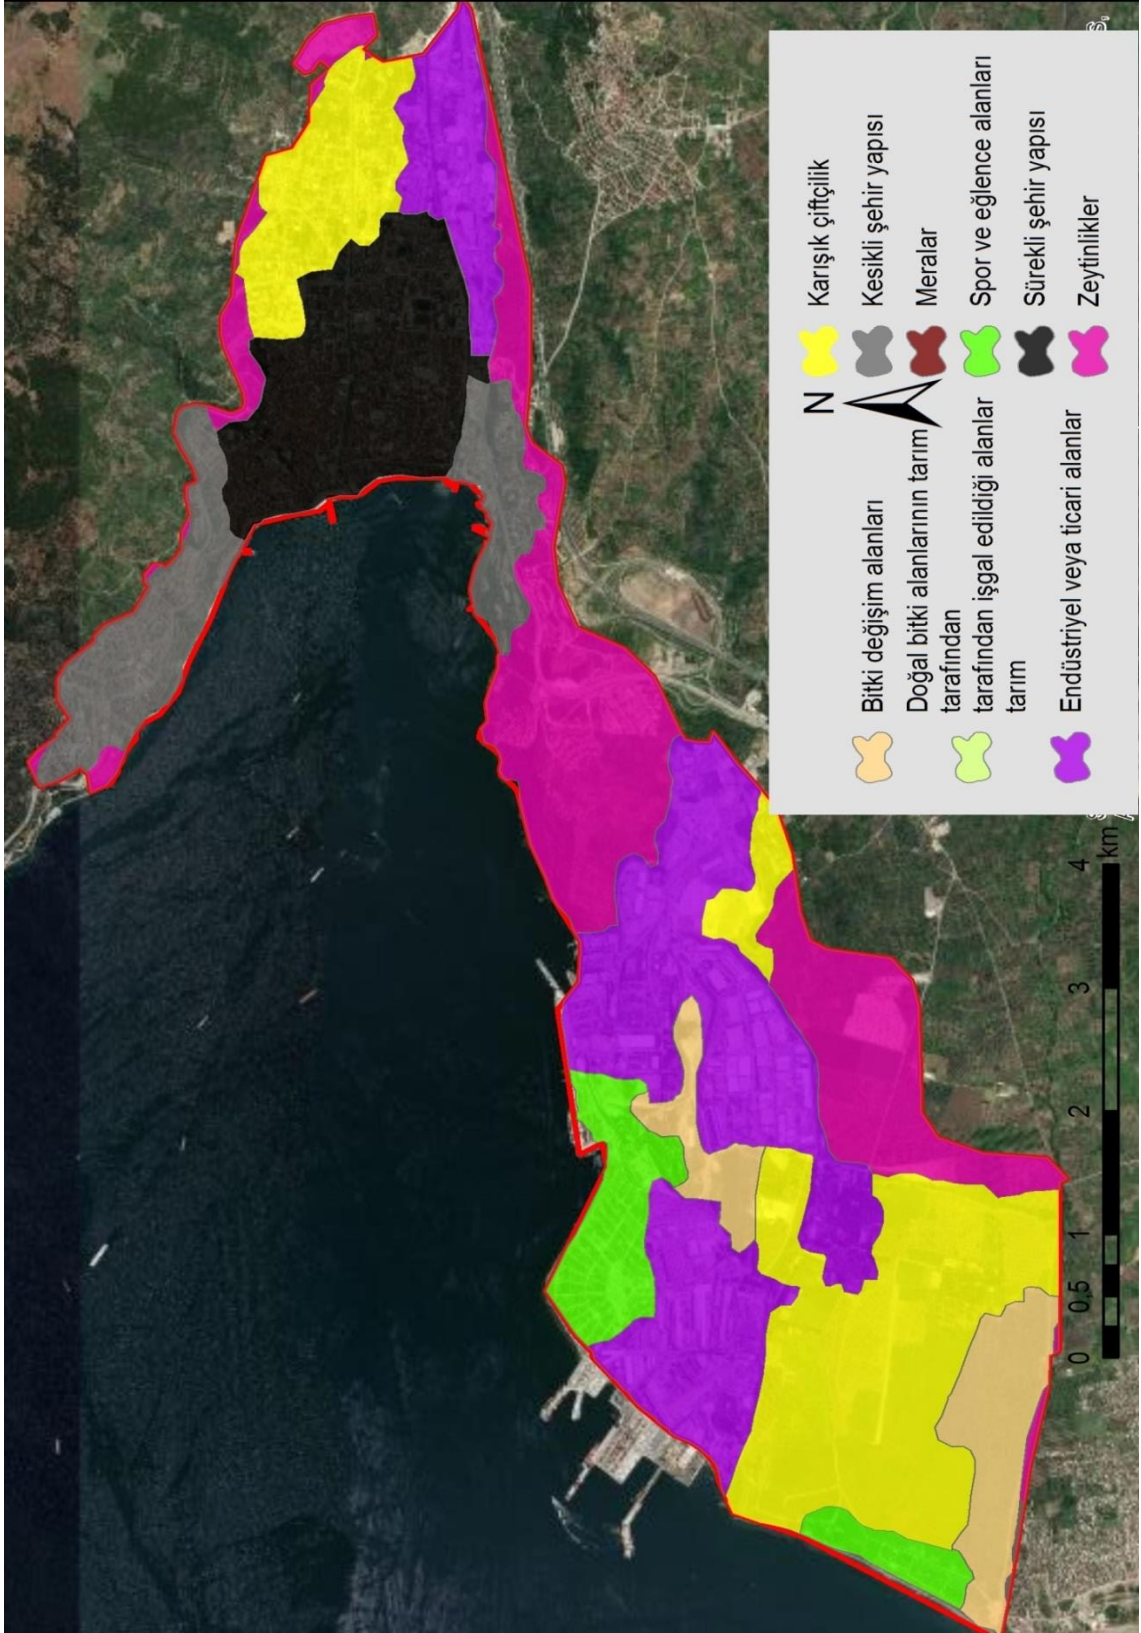 Bitki değişim alanları
Doğal bitki alanlarının tarım
tarafından
tarafından işgal edildiği alanlar
tarım
Endüstriyel veya ticari alanlar
N
Karışık çiftçilik
Kesikli şehir yapısı
Meralar
Spor ve eğlence alanları
Sürekli şehir yapısı
Zeytinlikler
0 0,5 1 2 3 4
km